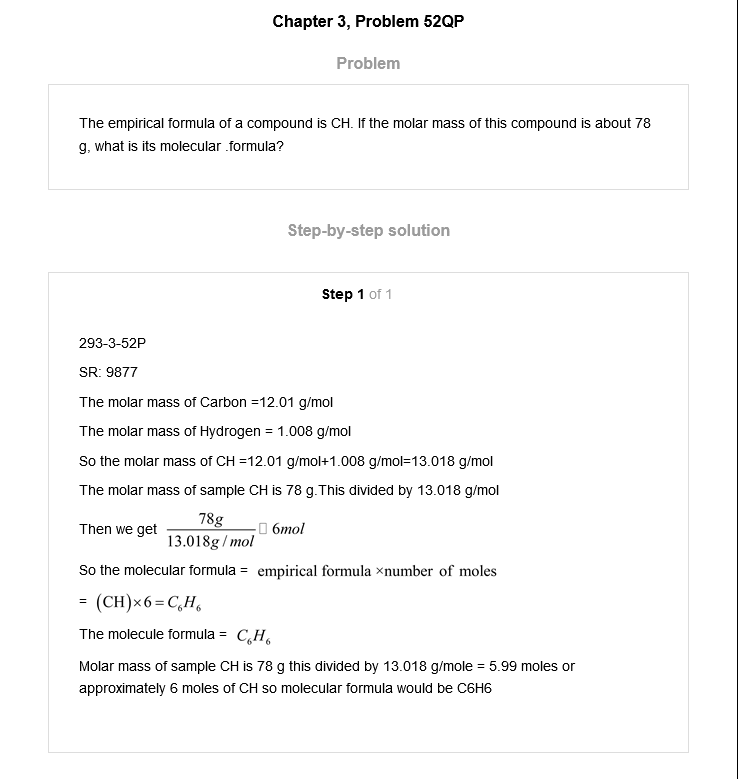 Chapter 3, Problem 52QP
Problem
The empirical formula of a compound is CH. If the molar mass of this compound is about 78
g, what is its molecular .formula?
Step-by-step solution
Step 1 of 1
293-3-52P
SR: 9877
The molar mass of Carbon =12.01 g/mol
The molar mass of Hydrogen = 1.008 g/mol
So the molar mass of CH =12.01 g/mol+1.008 g/mol=13.018 g/mol
The molar mass of sample CH is 78 g.This divided by 13.018 g/mol
Then we get 78g / 13.018g / mol □ 6mol
So the molecular formula = empirical formula ×number of moles
= (CH)×6 = C₆H₆
The molecule formula = C₆H₆
Molar mass of sample CH is 78 g this divided by 13.018 g/mole = 5.99 moles or
approximately 6 moles of CH so molecular formula would be C6H6